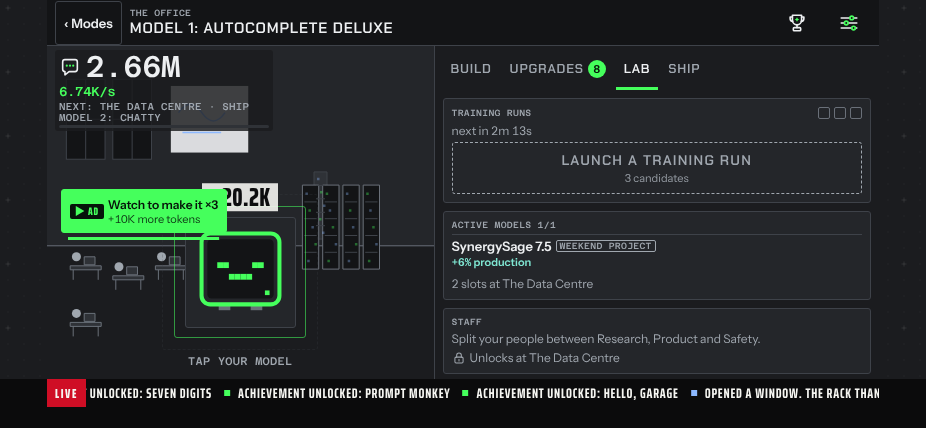 ‹ Modes
THE OFFICE
MODEL 1: AUTOCOMPLETE DELUXE
2.66M
6.74K/s
NEXT: THE DATA CENTRE · SHIP
MODEL 2: CHATTY
20.2K
AD
Watch to make it ×3
+10K more tokens
TAP YOUR MODEL
BUILD
UPGRADES 8
LAB
SHIP
TRAINING RUNS
next in 2m 13s
LAUNCH A TRAINING RUN
3 candidates
ACTIVE MODELS 1/1
SynergySage 7.5 WEEKEND PROJECT
+6% production
2 slots at The Data Centre
STAFF
Split your people between Research, Product and Safety.
Unlocks at The Data Centre
LIVE
UNLOCKED: SEVEN DIGITS ACHIEVEMENT UNLOCKED: PROMPT MONKEY ACHIEVEMENT UNLOCKED: HELLO, GARAGE OPENED A WINDOW. THE RACK THAN